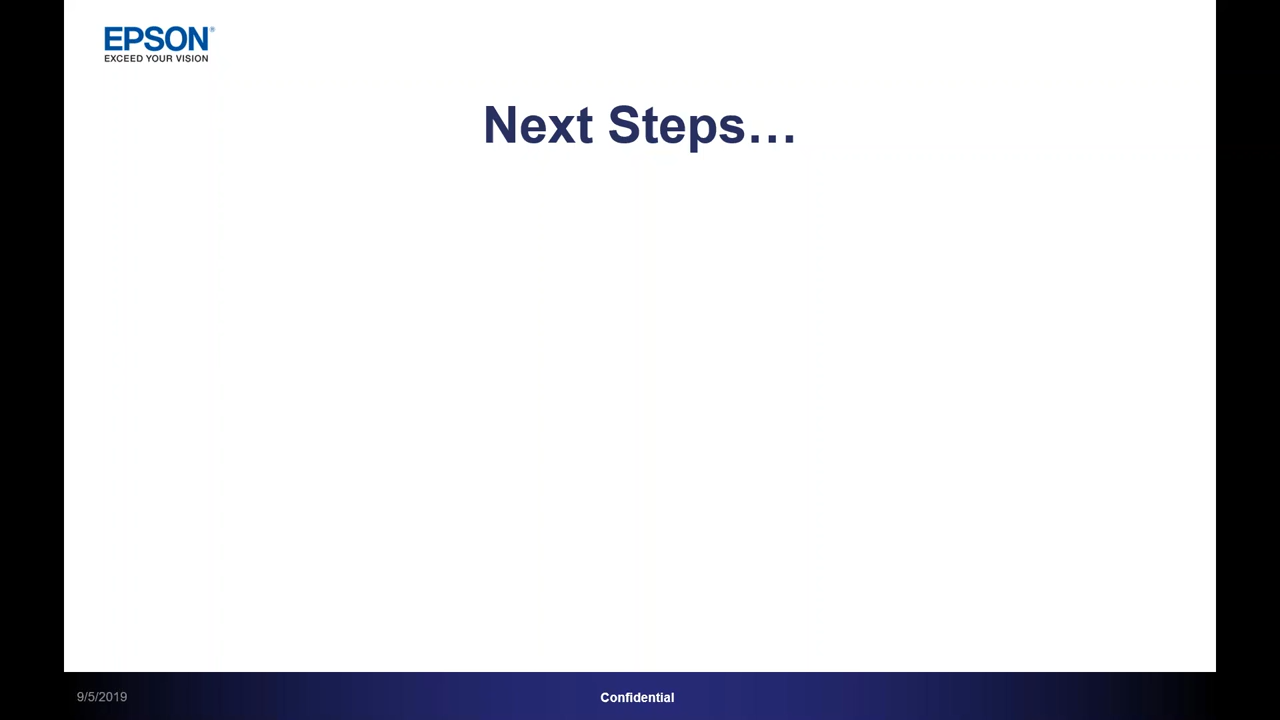 EPSON®
EXCEED YOUR VISION
Next Steps…
9/5/2019
Confidential